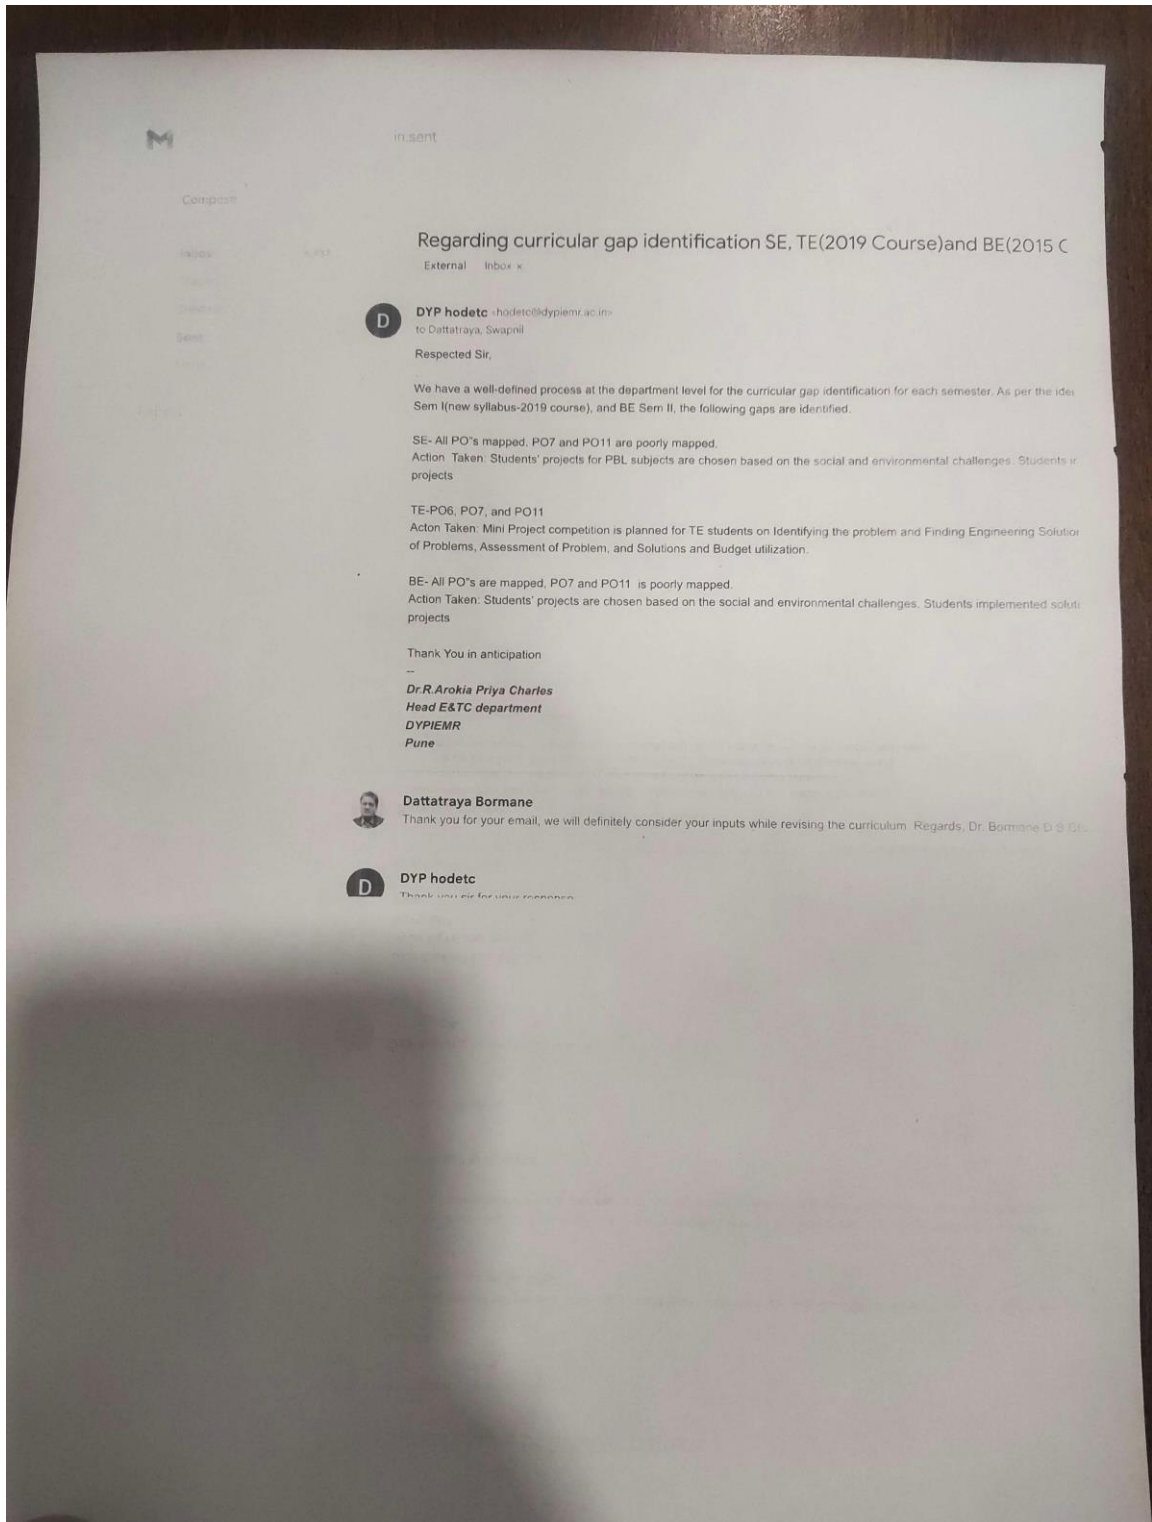 in:sent
Compose
Inbox
Regarding curricular gap identification SE, TE(2019 Course)and BE(2015 C
External Inbox ×
D
DYP hodetc <hodetc@dypiemr.ac.in>
to Dattatraya, Swapnil
Respected Sir,
We have a well-defined process at the department level for the curricular gap identification for each semester. As per the
Sem I(new syllabus-2019 course), and BE Sem II, the following gaps are identified.
SE- All PO"s mapped, PO7 and PO11 are poorly mapped.
Action Taken: Students' projects for PBL subjects are chosen based on the social and environmental challenges. Students
projects
TE-PO6, PO7, and PO11
Acton Taken: Mini Project competition is planned for TE students on Identifying the problem and Finding Engineering Solution
of Problems, Assessment of Problem, and Solutions and Budget utilization.
BE- All PO"s are mapped, PO7 and PO11 is poorly mapped.
Action Taken: Students' projects are chosen based on the social and environmental challenges. Students implemented soluti
projects
Thank You in anticipation
--
Dr.R.Arokia Priya Charles
Head E&TC department
DYPIEMR
Pune
Dattatraya Bormane
Thank you for your email, we will definitely consider your inputs while revising the curriculum. Regards, Dr. Bormane D S
D
DYP hodetc
Thank you sir for your response
Sent